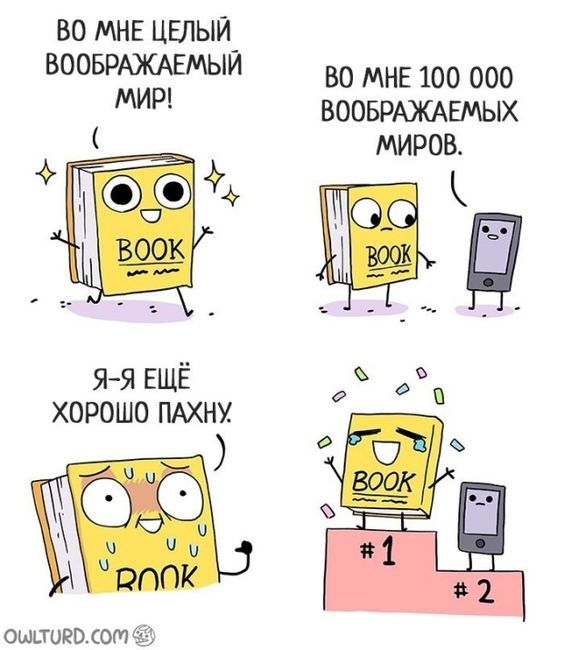 ВО МНЕ ЦЕЛЫЙ
ВООБРАЖАЕМЫЙ
МИР!
BOOK
ВО МНЕ 100 000
ВООБРАЖАЕМЫХ
МИРОВ.
BOOK
Я-Я ЕЩЁ
ХОРОШО ПАХНУ.
BOOK
BOOK
#1
#2
OWLTURD.COM